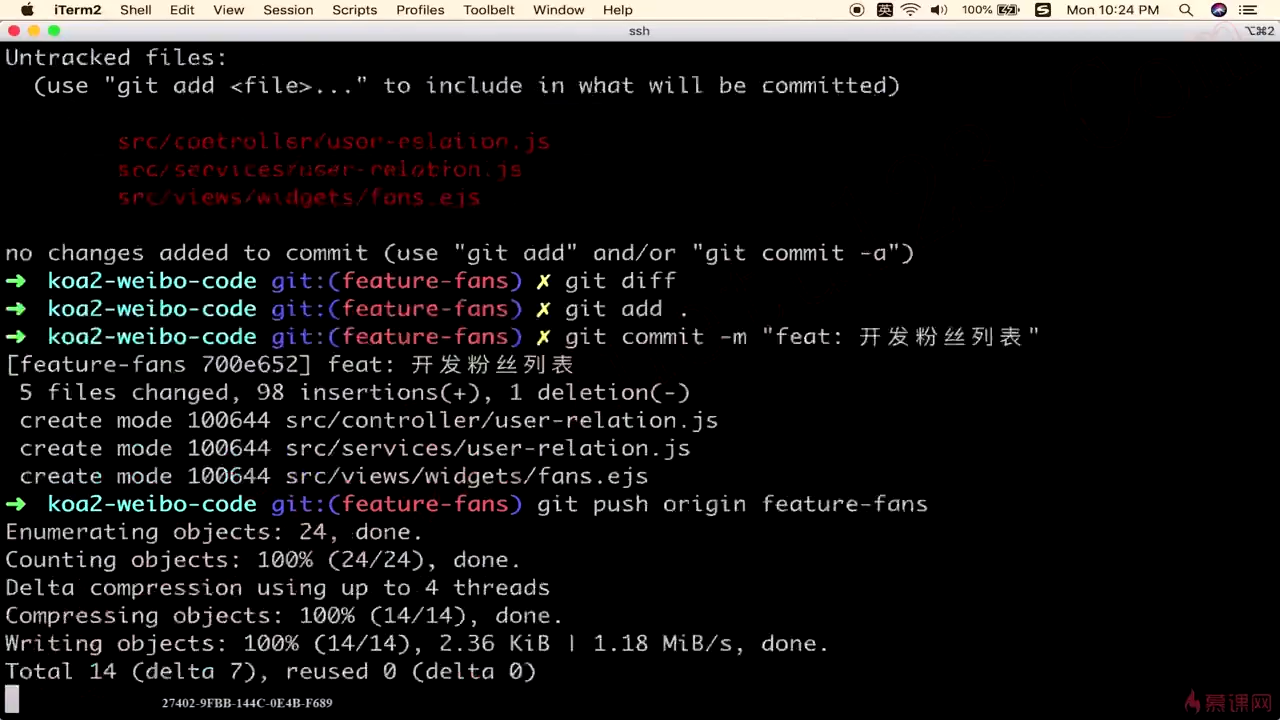 iTerm2 Shell Edit View Session Scripts Profiles Toolbelt Window Help 英 100% S Mon 10:24 PM
ssh ⌥⌘2
Untracked files:
(use "git add <file>..." to include in what will be committed)
src/controller/user-relation.js
src/services/user-relation.js
src/views/widgets/fans.ejs
no changes added to commit (use "git add" and/or "git commit -a")
➜ koa2-weibo-code git:(feature-fans) ✗ git diff
➜ koa2-weibo-code git:(feature-fans) ✗ git add .
➜ koa2-weibo-code git:(feature-fans) ✗ git commit -m "feat: 开发粉丝列表"
[feature-fans 700e652] feat: 开发粉丝列表
5 files changed, 98 insertions(+), 1 deletion(-)
create mode 100644 src/controller/user-relation.js
create mode 100644 src/services/user-relation.js
create mode 100644 src/views/widgets/fans.ejs
➜ koa2-weibo-code git:(feature-fans) git push origin feature-fans
Enumerating objects: 24, done.
Counting objects: 100% (24/24), done.
Delta compression using up to 4 threads
Compressing objects: 100% (14/14), done.
Writing objects: 100% (14/14), 2.36 KiB | 1.18 MiB/s, done.
Total 14 (delta 7), reused 0 (delta 0)
27402-9FBB-144C-0E4B-F689
慕课网